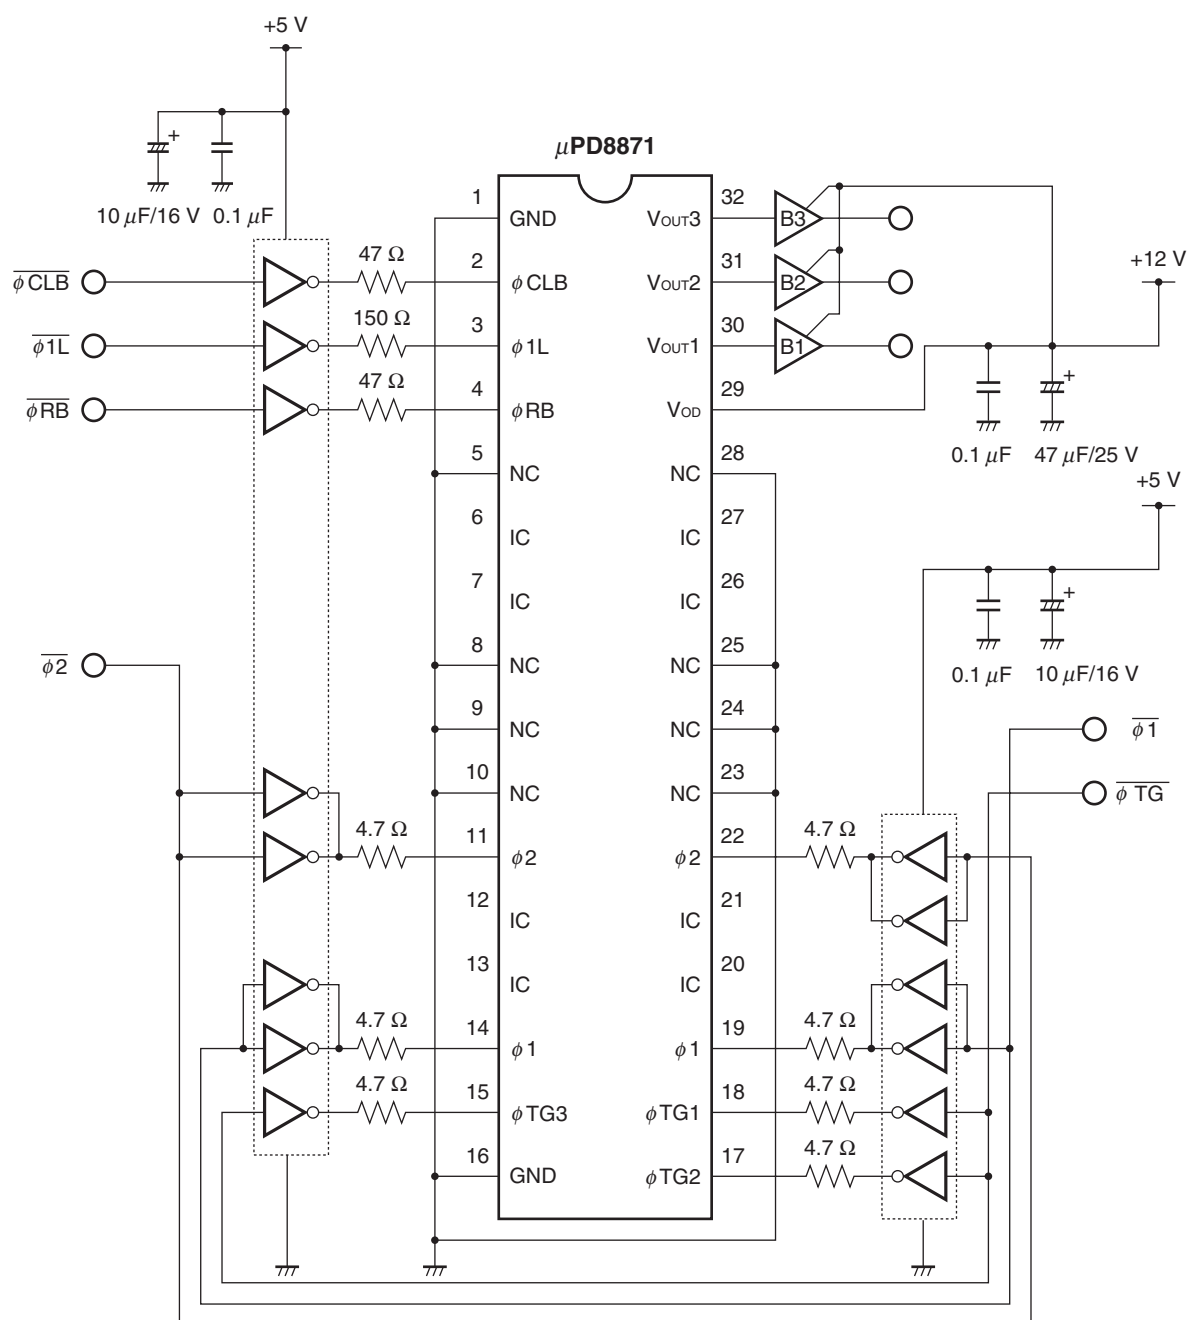 +5 V
+
10 μF/16 V 0.1 μF
μPD8871
1 GND VOUT3 32 B3
φCLB 47 Ω 2 φCLB VOUT2 31 B2
+12 V
φ1L 150 Ω 3 φ1L VOUT1 30 B1
φRB 47 Ω 4 φRB VOD 29
+
0.1 μF 47 μF/25 V
5 NC NC 28
+5 V
6 IC IC 27
7 IC IC 26
+
0.1 μF 10 μF/16 V
φ2 8 NC NC 25
9 NC NC 24 φ1
10 NC NC 23 φTG
4.7 Ω 11 φ2 φ2 22 4.7 Ω
12 IC IC 21
13 IC IC 20
4.7 Ω 14 φ1 φ1 19 4.7 Ω
4.7 Ω 15 φTG3 φTG1 18 4.7 Ω
16 GND φTG2 17 4.7 Ω